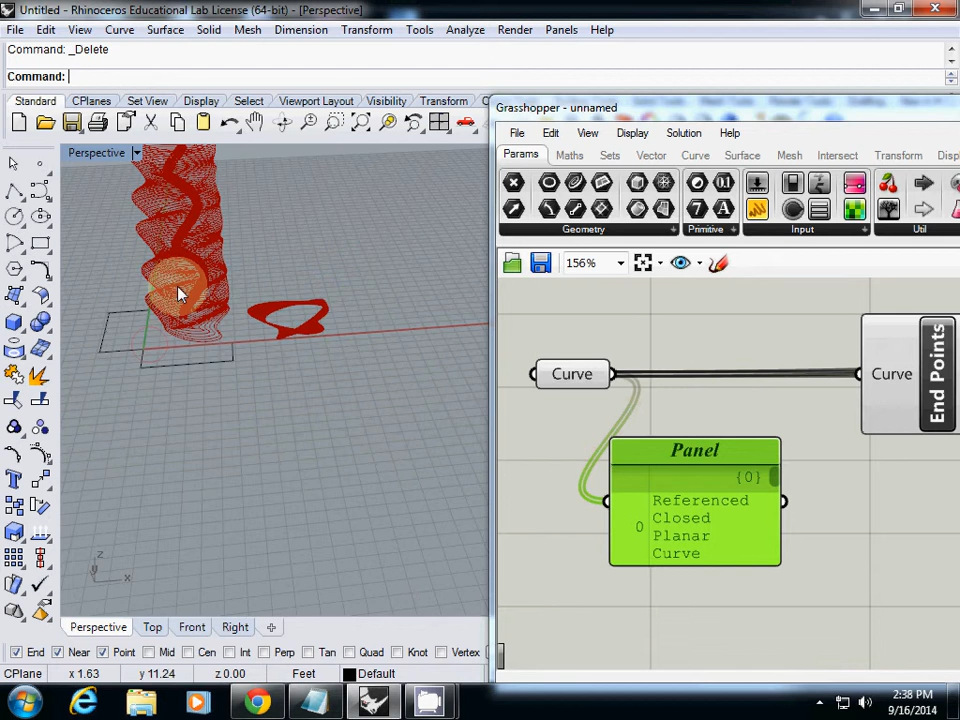 Untitled - Rhinoceros Educational Lab License (64-bit) - [Perspective]
File Edit View Curve Surface Solid Mesh Dimension Transform Tools Analyze Render Panels Help
Command: _Delete
Command:
Standard CPlanes Set View Display Select Viewport Layout Visibility Transform
Grasshopper - unnamed
File Edit View Display Solution Help
Params Maths Sets Vector Curve Surface Mesh Intersect Transform Displ
Geometry Primitive Input Util
156%
Perspective
Curve
Curve
End Points
Panel
{0}
0 Referenced
Closed
Planar
Curve
z
y x
Perspective Top Front Right
End Near Point Mid Cen Int Perp Tan Quad Knot Vertex
CPlane x 1.63 y 11.24 z 0.00 Feet Default
2:38 PM
9/16/2014